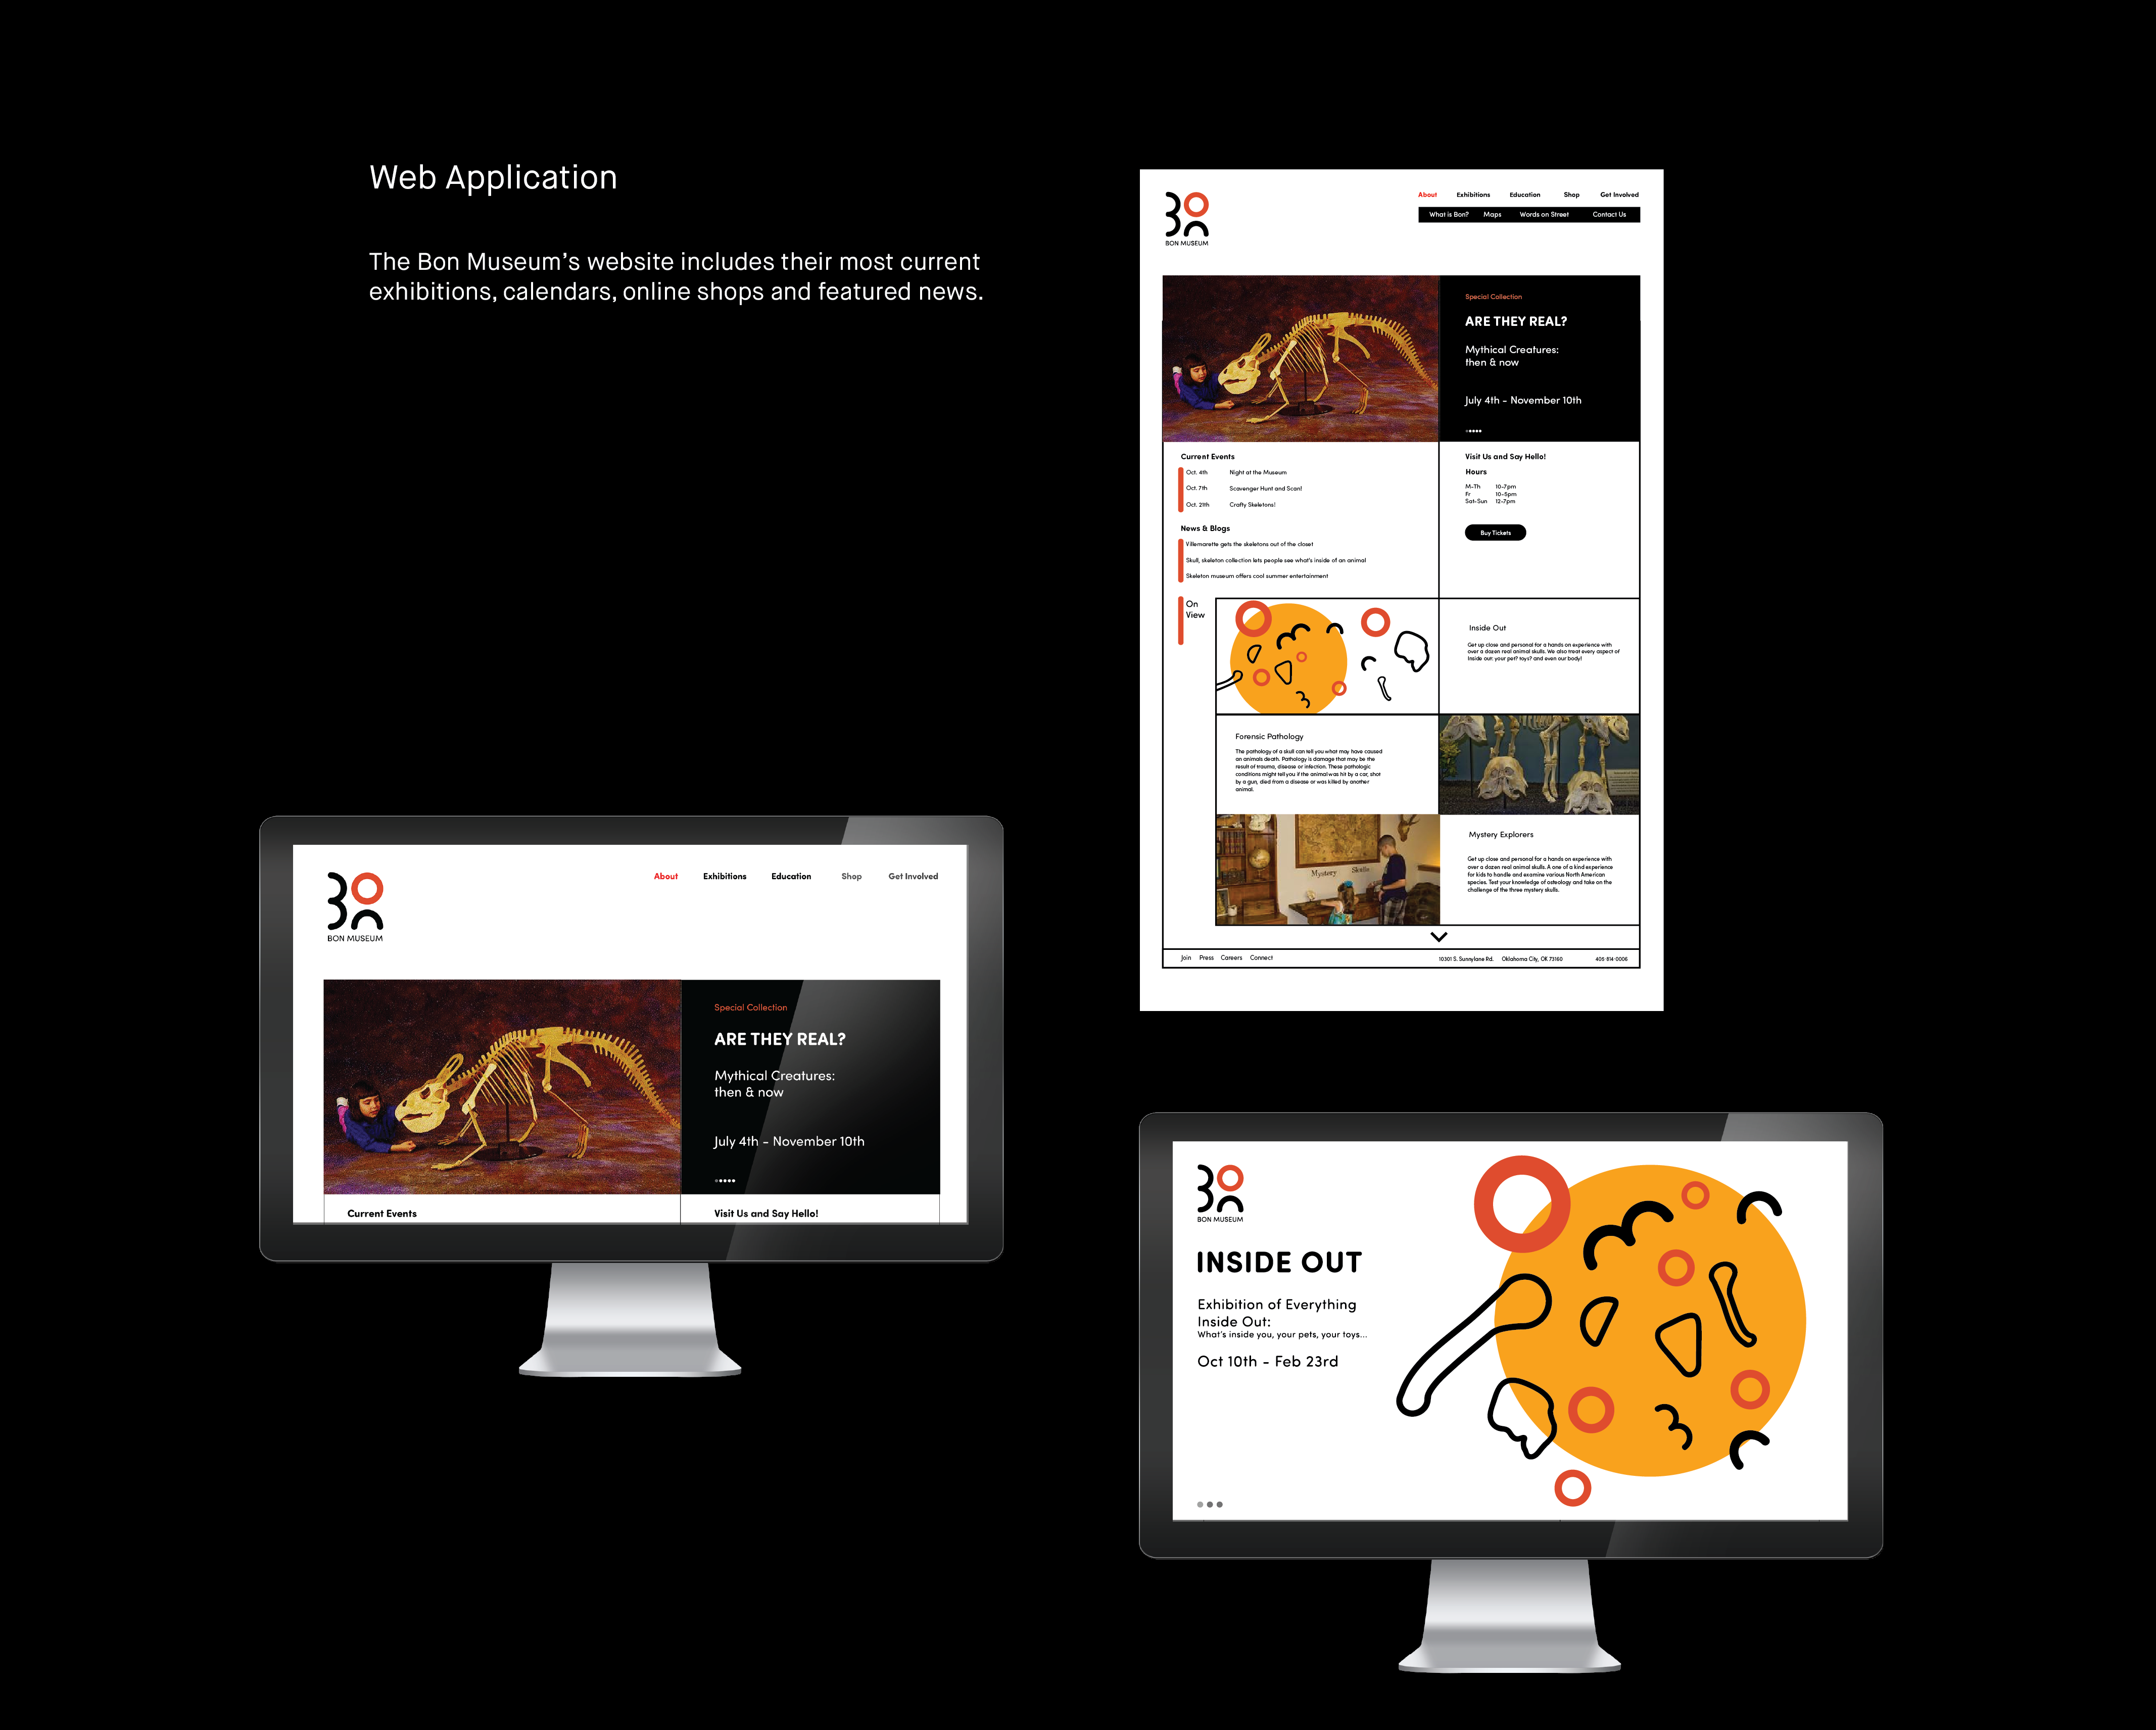 Web Application
The Bon Museum's website includes their most current
exhibitions, calendars, online shops and featured news.
BON MUSEUM
About Exhibitions Education Shop Get Involved
What is Bon? Maps Words on Street Contact Us
Special Collection
ARE THEY REAL?
Mythical Creatures:
then & now
July 4th - November 10th
Current Events
Oct. 4th Night at the Museum
Oct. 7th Scavenger Hunt and Scan!
Oct. 21th Crafty Skeletons!
News & Blogs
Villemarette gets the skeletons out of the closet
Skull, skeleton collection lets people see what's inside of an animal
Skeleton museum offers cool summer entertainment
Visit Us and Say Hello!
Hours
M-Th 10-7pm
Fr 10-5pm
Sat-Sun 12-7pm
Buy Tickets
On
View
Inside Out
Get up close and personal for a hands on experience with
over a dozen real animal skulls. We also treat every aspect of
Inside out: your pet? toys? and even our body!
Forensic Pathology
The pathology of a skull can tell you what may have caused
an animals death. Pathology is damage that may be the
result of trauma, disease or infection. These pathologic
conditions might tell you if the animal was hit by a car, shot
by a gun, died from a disease or was killed by another
animal.
Mystery Skulls
Mystery Explorers
Get up close and personal for a hands on experience with
over a dozen real animal skulls. A one of a kind experience
for kids to handle and examine various North American
species. Test your knowledge of osteology and take on the
challenge of the three mystery skulls.
Join Press Careers Connect
10301 S. Sunnylane Rd. Oklahoma City, OK 73160 405-814-0006
BON MUSEUM
About Exhibitions Education Shop Get Involved
Special Collection
ARE THEY REAL?
Mythical Creatures:
then & now
July 4th - November 10th
Current Events
Visit Us and Say Hello!
BON MUSEUM
INSIDE OUT
Exhibition of Everything
Inside Out:
What's inside you, your pets, your toys...
Oct 10th - Feb 23rd